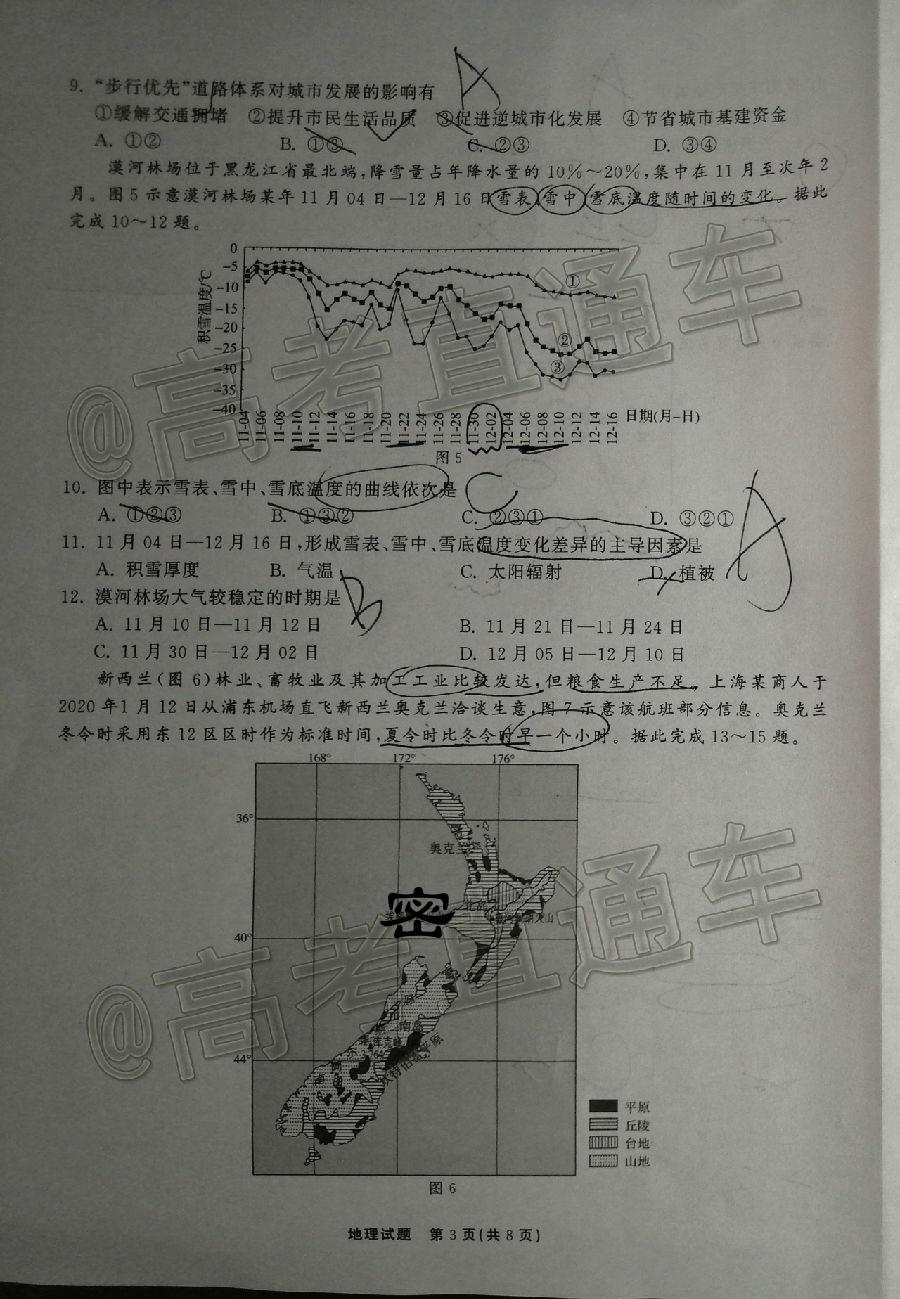 9. “步行优先”道路体系对城市发展的影响有
A
①缓解交通拥堵 ②提升市民生活品质 ③促进逆城市化发展 ④节省城市基建资金
A. ①② B. ①③ C. ②③ D. ③④
漠河林场位于黑龙江省最北端,降雪量占年降水量的10%～20%,集中在11月至次年2
月。图5示意漠河林场某年11月04日—12月16日雪表、雪中、雪底温度随时间的变化。据此
完成10～12题。
积雪温度/℃
0
-5
-10
-15
-20
-25
-30
-35
-40
①
②
③
11-04 11-06 11-08 11-10 11-12 11-14 11-16 11-18 11-20 11-22 11-24 11-26 11-28 11-30 12-02 12-04 12-06 12-08 12-10 12-12 12-14 12-16
日期(月-日)
图5
10. 图中表示雪表、雪中、雪底温度的曲线依次是
C
A. ①②③ B. ①③② C. ②③① D. ③②①
11. 11月04日—12月16日,形成雪表、雪中、雪底温度变化差异的主导因素是
A
A. 积雪厚度 B. 气温 C. 太阳辐射 D. 植被
12. 漠河林场大气较稳定的时期是
B
A. 11月10日—11月12日 B. 11月21日—11月24日
C. 11月30日—12月02日 D. 12月05日—12月10日
新西兰(图6)林业、畜牧业及其加工工业比较发达,但粮食生产不足。上海某商人于
2020年1月12日从浦东机场直飞新西兰奥克兰洽谈生意,图7示意该航班部分信息。奥克兰
冬令时采用东12区区时作为标准时间,夏令时比冬令时早一个小时。据此完成13～15题。
168° 172° 176°
36°
奥克兰
北岛
密
40°
南岛
44°
平原
丘陵
台地
山地
图6
地理试题 第3页(共8页)
@高考直通车
@高考直通车